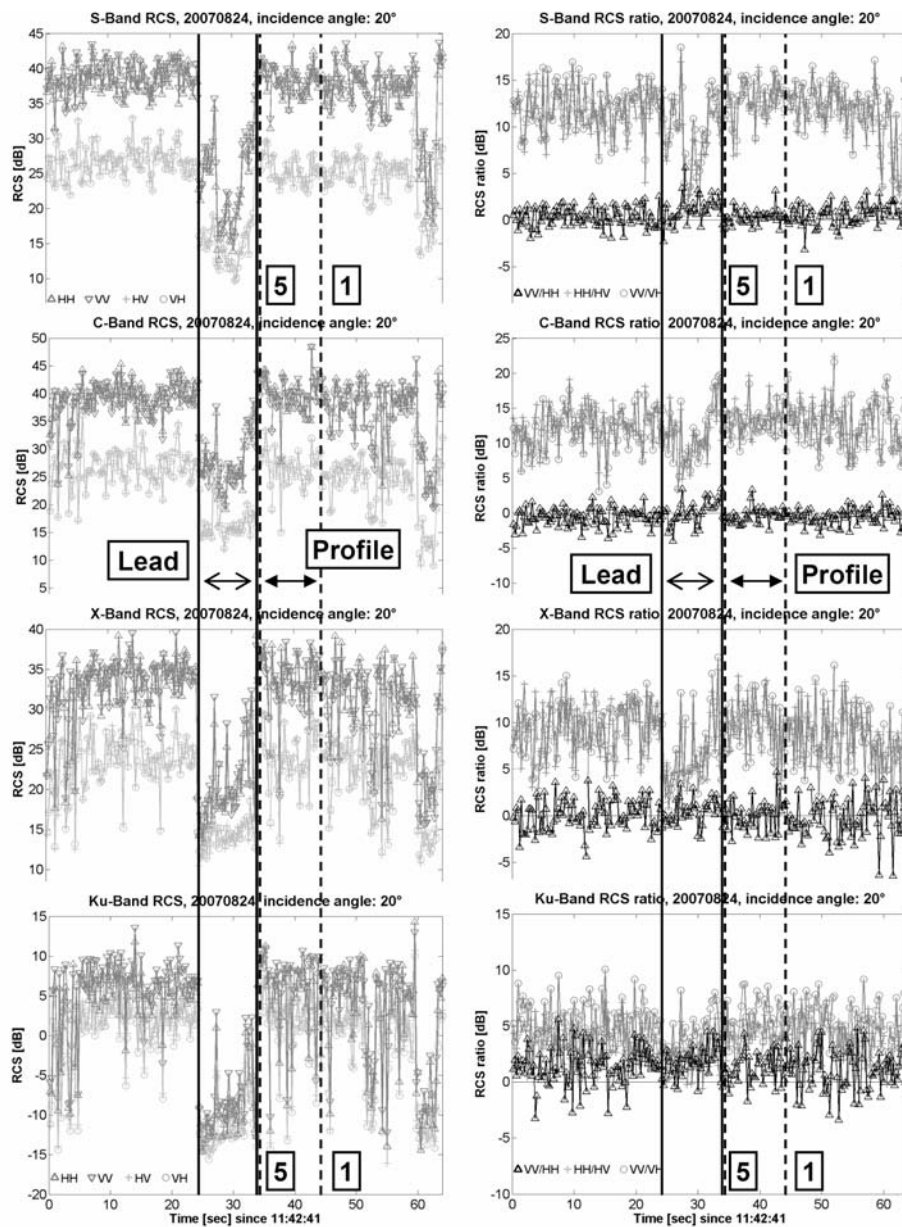 S-Band RCS, 20070824, incidence angle: 20°
45
40
35
30
25
20
15
10
RCS [dB]
△HH ▽VV +HV ○VH
5
1
S-Band RCS ratio, 20070824, incidence angle: 20°
20
15
10
5
0
-5
RCS ratio [dB]
△VV/HH +HH/HV ○VV/VH
5
1
C-Band RCS, 20070824, incidence angle: 20°
50
45
40
35
30
25
20
15
10
5
RCS [dB]
Lead
Profile
C-Band RCS ratio, 20070824, incidence angle: 20°
25
20
15
10
5
0
-5
-10
RCS ratio [dB]
Lead
Profile
0 10 20 30 40 50 60
X-Band RCS, 20070824, incidence angle: 20°
40
35
30
25
20
15
10
RCS [dB]
X-Band RCS ratio, 20070824, incidence angle: 20°
20
15
10
5
0
-5
RCS ratio [dB]
Ku-Band RCS, 20070824, incidence angle: 20°
15
10
5
0
-5
-10
-15
-20
RCS [dB]
△HH ▽VV +HV ○VH
5
1
0 10 20 30 40 50 60
Time [sec] since 11:42:41
Ku-Band RCS ratio, 20070824, incidence angle: 20°
15
10
5
0
-5
-10
RCS ratio [dB]
△VV/HH +HH/HV ○VV/VH
5
1
0 10 20 30 40 50 60
Time [sec] since 11:42:41